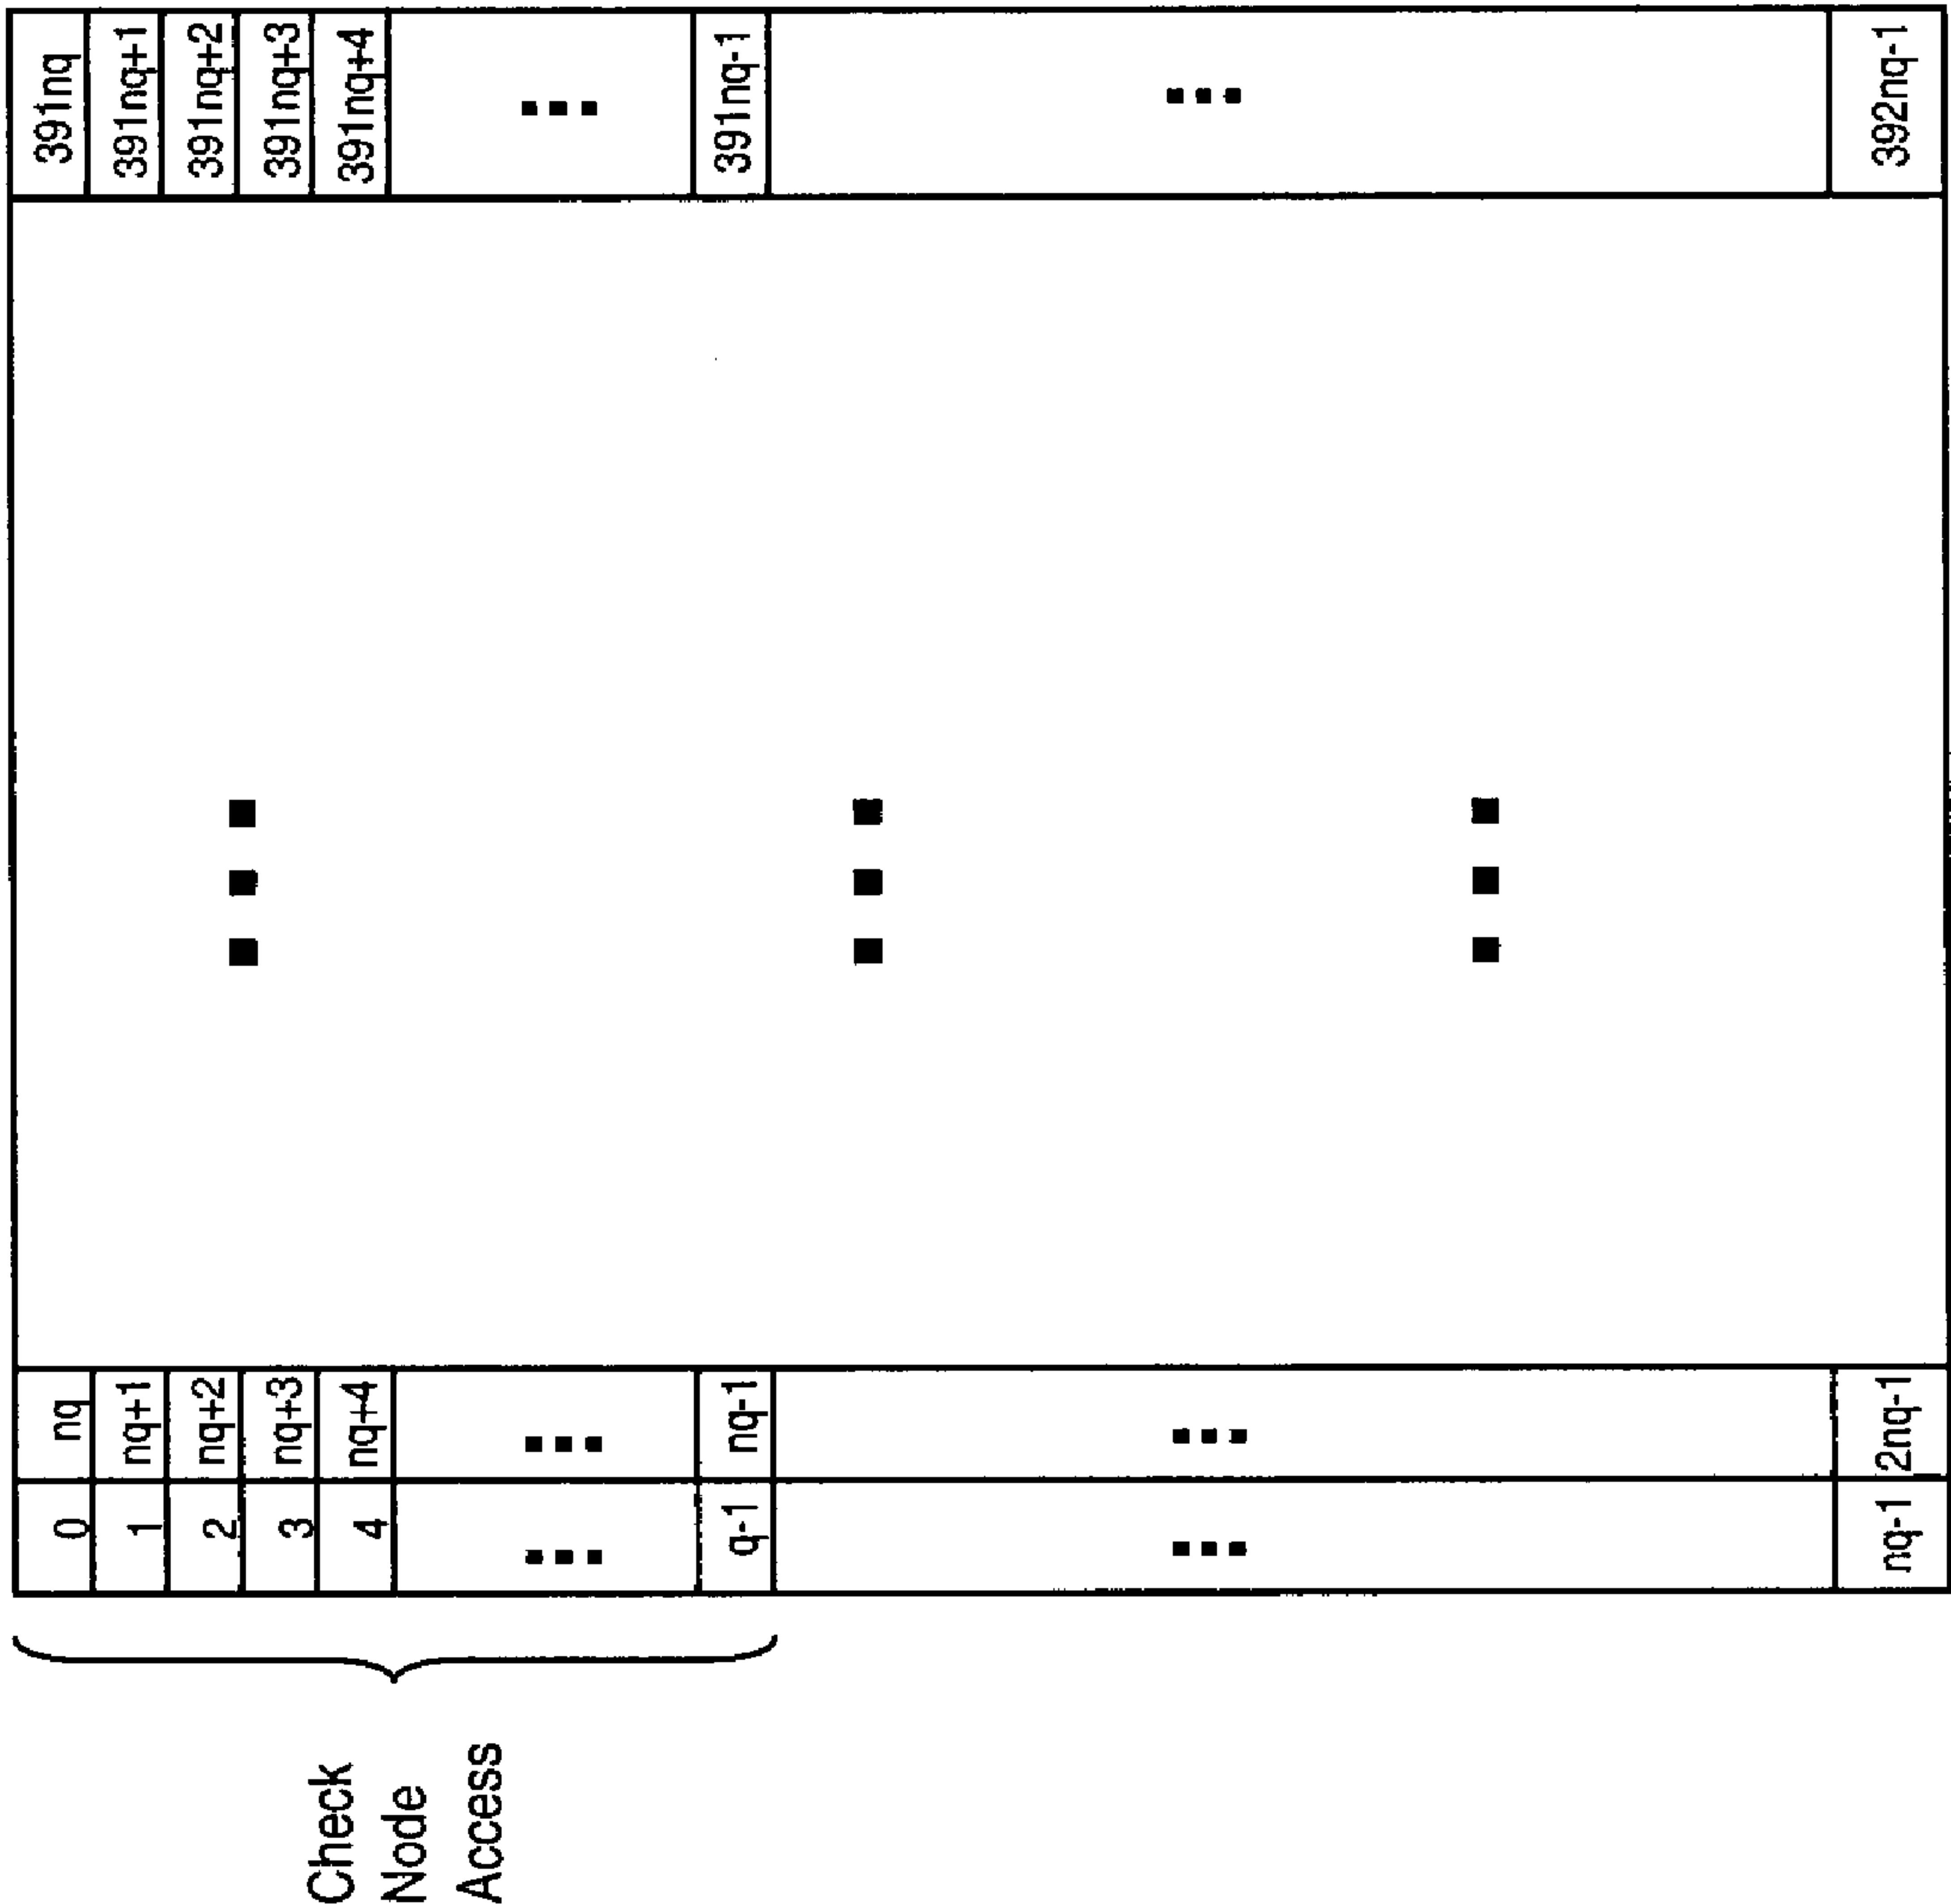 0 nq 391nq
1 nq+1 391nq+1
2 nq+2 391nq+2
3 nq+3 391nq+3
4 nq+4 391nq+4
q-1 nq-1 391nq-1
nq-1 2nq-1 392nq-1
Check
Node
Access